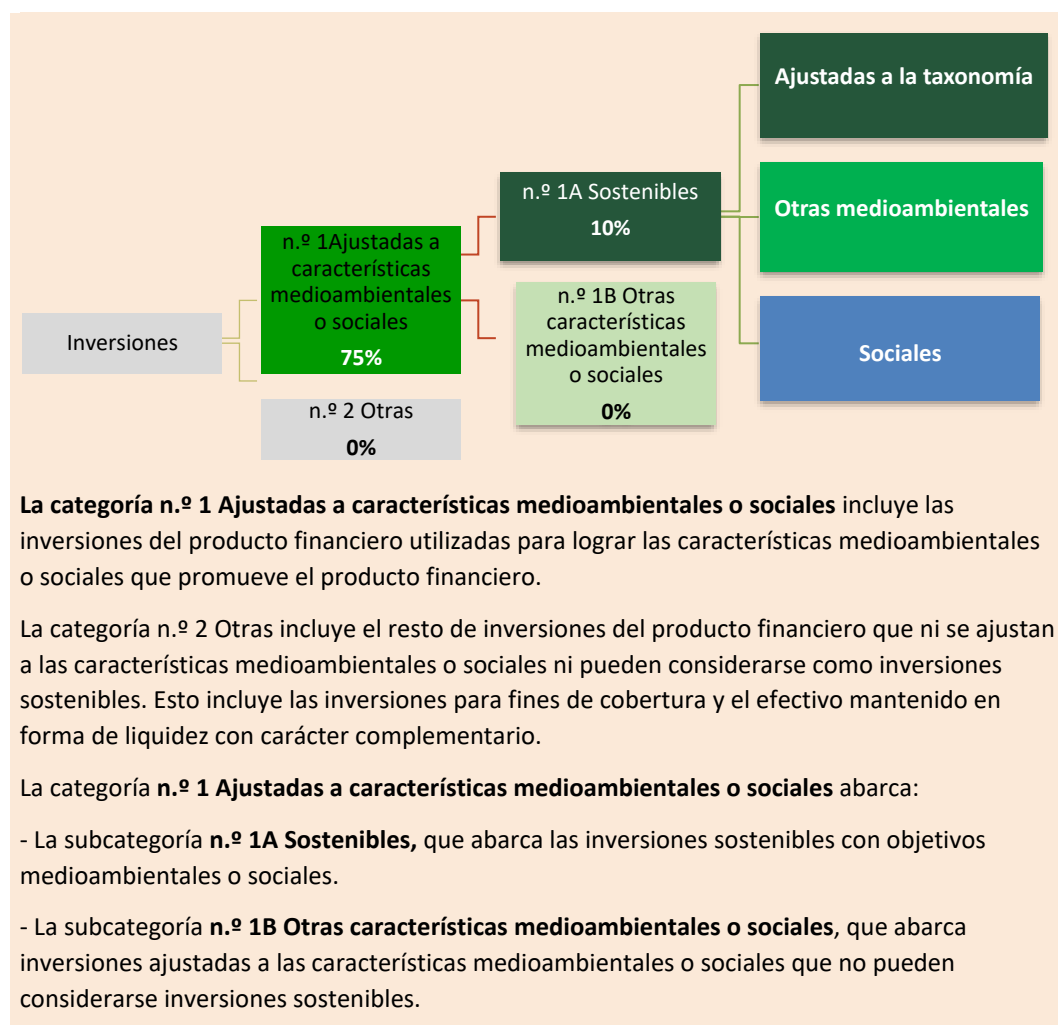 Ajustadas a la taxonomía
n.º 1A Sostenibles
10%
Otras medioambientales
n.º 1Ajustadas a
características
medioambientales
o sociales
75%
n.º 1B Otras
características
medioambientales
o sociales
0%
Inversiones
Sociales
n.º 2 Otras
0%
La categoría n.º 1 Ajustadas a características medioambientales o sociales incluye las
inversiones del producto financiero utilizadas para lograr las características medioambientales
o sociales que promueve el producto financiero.
La categoría n.º 2 Otras incluye el resto de inversiones del producto financiero que ni se ajustan
a las características medioambientales o sociales ni pueden considerarse como inversiones
sostenibles. Esto incluye las inversiones para fines de cobertura y el efectivo mantenido en
forma de liquidez con carácter complementario.
La categoría n.º 1 Ajustadas a características medioambientales o sociales abarca:
- La subcategoría n.º 1A Sostenibles, que abarca las inversiones sostenibles con objetivos
medioambientales o sociales.
- La subcategoría n.º 1B Otras características medioambientales o sociales, que abarca
inversiones ajustadas a las características medioambientales o sociales que no pueden
considerarse inversiones sostenibles.